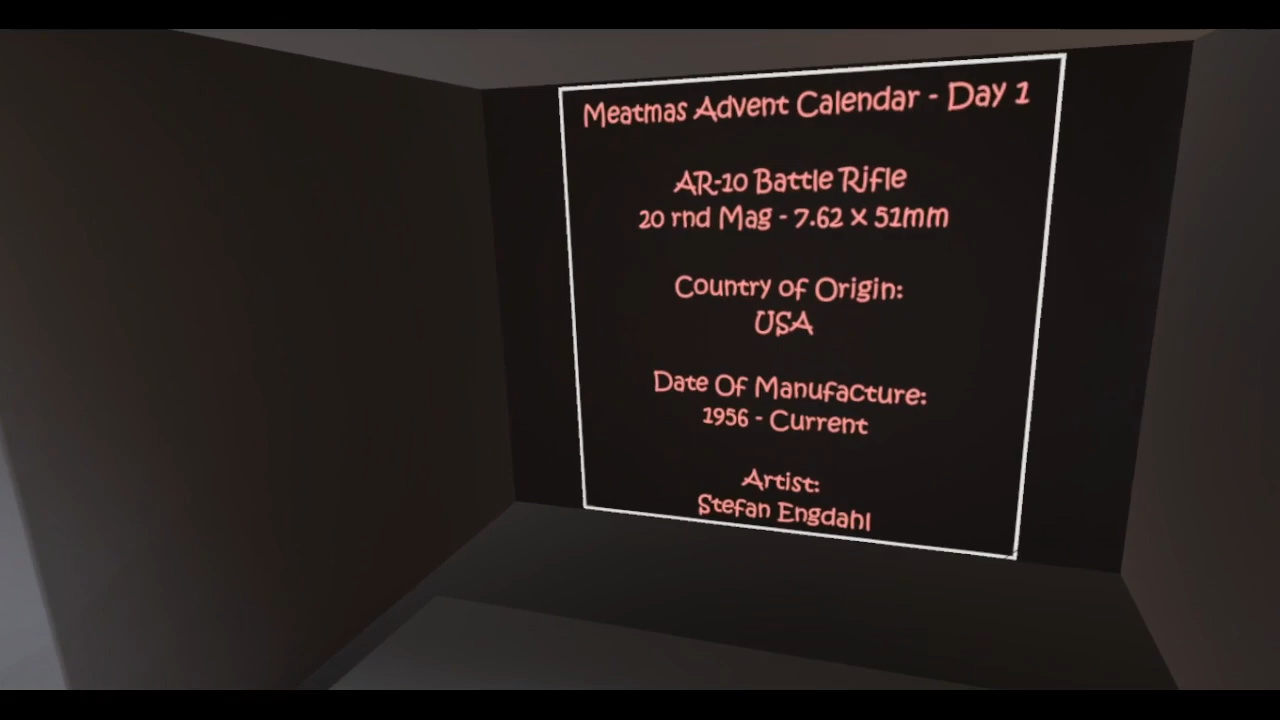 Meatmas Advent Calendar - Day 1
AR-10 Battle Rifle
20 rnd Mag - 7.62 x 51mm
Country of Origin:
USA
Date Of Manufacture:
1956 - Current
Artist:
Stefan Engdahl